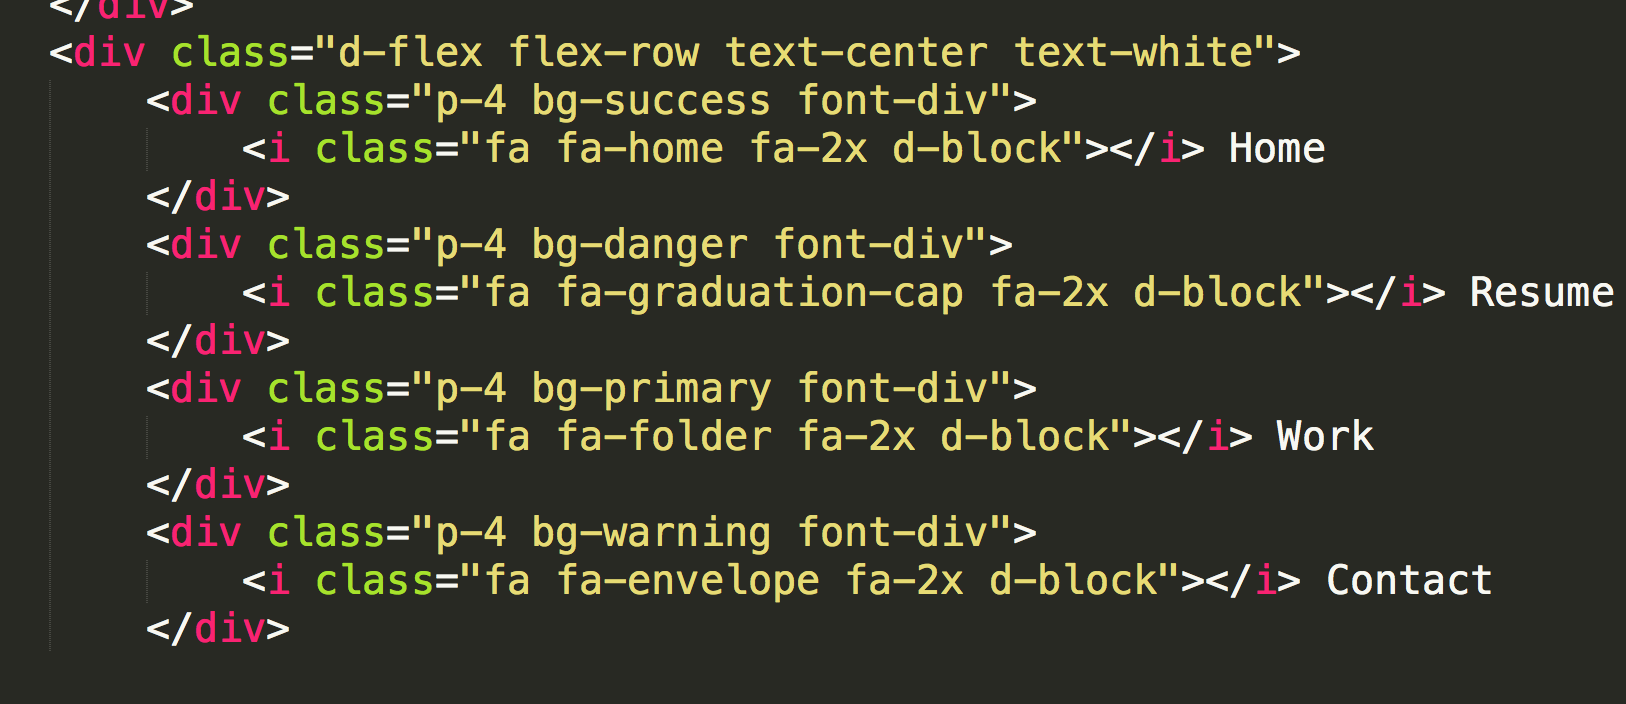 </div>
<div class="d-flex flex-row text-center text-white">
<div class="p-4 bg-success font-div">
<i class="fa fa-home fa-2x d-block"></i> Home
</div>
<div class="p-4 bg-danger font-div">
<i class="fa fa-graduation-cap fa-2x d-block"></i> Resume
</div>
<div class="p-4 bg-primary font-div">
<i class="fa fa-folder fa-2x d-block"></i> Work
</div>
<div class="p-4 bg-warning font-div">
<i class="fa fa-envelope fa-2x d-block"></i> Contact
</div>